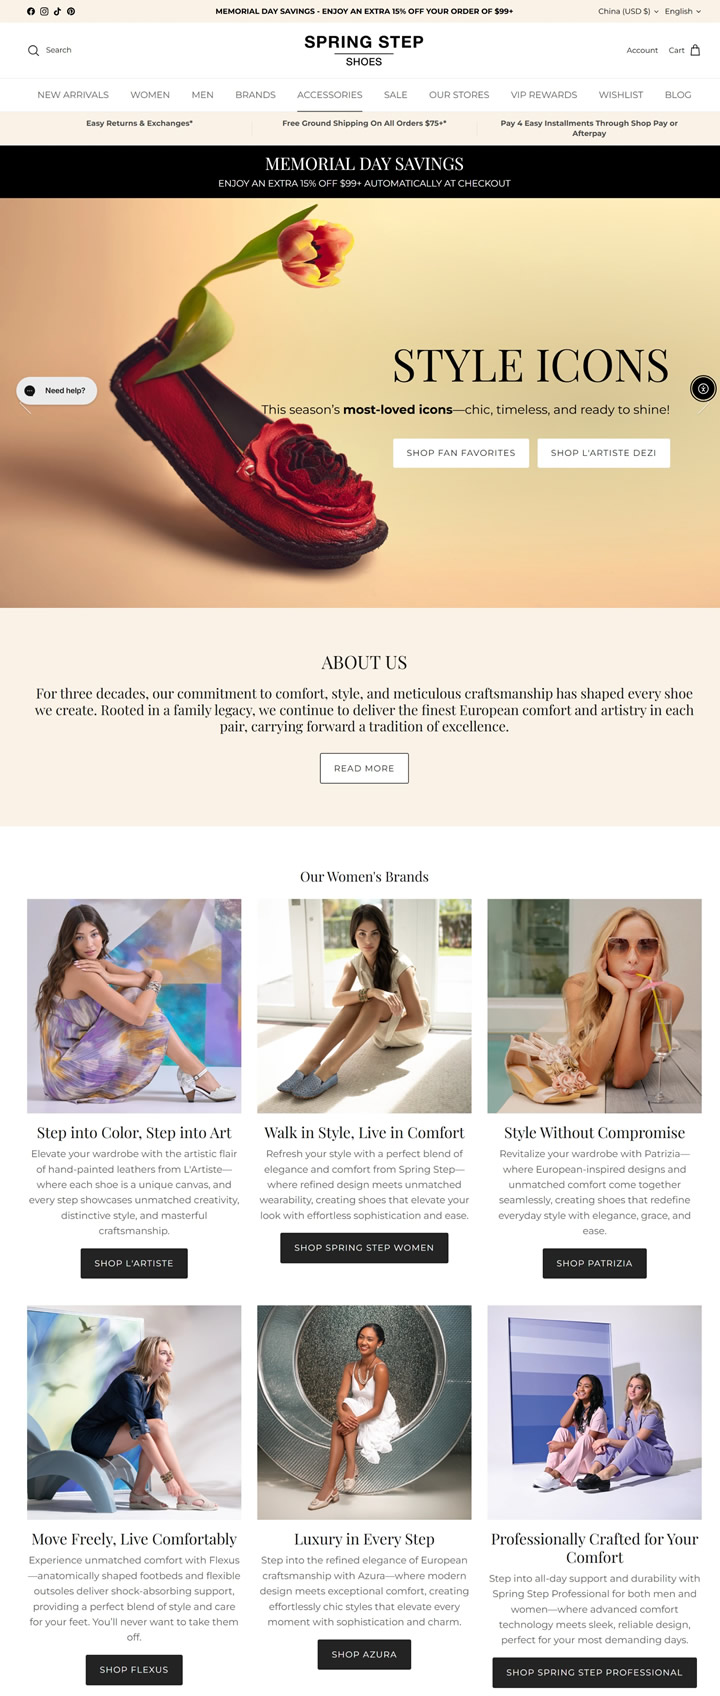 MEMORIAL DAY SAVINGS - ENJOY AN EXTRA 15% OFF YOUR ORDER OF $99+
China (USD $)
English
Search
SPRING STEP
SHOES
Account
Cart
NEW ARRIVALS
WOMEN
MEN
BRANDS
ACCESSORIES
SALE
OUR STORES
VIP REWARDS
WISHLIST
BLOG
Easy Returns & Exchanges*
Free Ground Shipping On All Orders $75+*
Pay 4 Easy Installments Through Shop Pay or
Afterpay
MEMORIAL DAY SAVINGS
ENJOY AN EXTRA 15% OFF $99+ AUTOMATICALLY AT CHECKOUT
STYLE ICONS
Need help?
This season's most-loved icons—chic, timeless, and ready to shine!
SHOP FAN FAVORITES
SHOP L'ARTISTE DEZI
ABOUT US
For three decades, our commitment to comfort, style, and meticulous craftsmanship has shaped every shoe
we create. Rooted in a family legacy, we continue to deliver the finest European comfort and artistry in each
pair, carrying forward a tradition of excellence.
READ MORE
Our Women's Brands
Step into Color, Step into Art
Elevate your wardrobe with the artistic flair
of hand-painted leathers from L'Artiste—
where each shoe is a unique canvas, and
every step showcases unmatched creativity,
distinctive style, and masterful
craftsmanship.
SHOP L'ARTISTE
Walk in Style, Live in Comfort
Refresh your style with a perfect blend of
elegance and comfort from Spring Step—
where refined design meets unmatched
wearability, creating shoes that elevate your
look with effortless sophistication and ease.
SHOP SPRING STEP WOMEN
Style Without Compromise
Revitalize your wardrobe with Patrizia—
where European-inspired designs and
unmatched comfort come together
seamlessly, creating shoes that redefine
everyday style with elegance, grace, and
ease.
SHOP PATRIZIA
Move Freely, Live Comfortably
Experience unmatched comfort with Flexus
—anatomically shaped footbeds and flexible
outsoles deliver shock-absorbing support,
providing a perfect blend of style and care
for your feet. You'll never want to take them
off.
SHOP FLEXUS
Luxury in Every Step
Step into the refined elegance of European
craftsmanship with Azura—where modern
design meets exceptional comfort, creating
effortlessly chic styles that elevate every
moment with sophistication and charm.
SHOP AZURA
Professionally Crafted for Your
Comfort
Step into all-day support and durability with
Spring Step Professional for both men and
women—where advanced comfort
technology meets sleek, reliable design,
perfect for your most demanding days.
SHOP SPRING STEP PROFESSIONAL